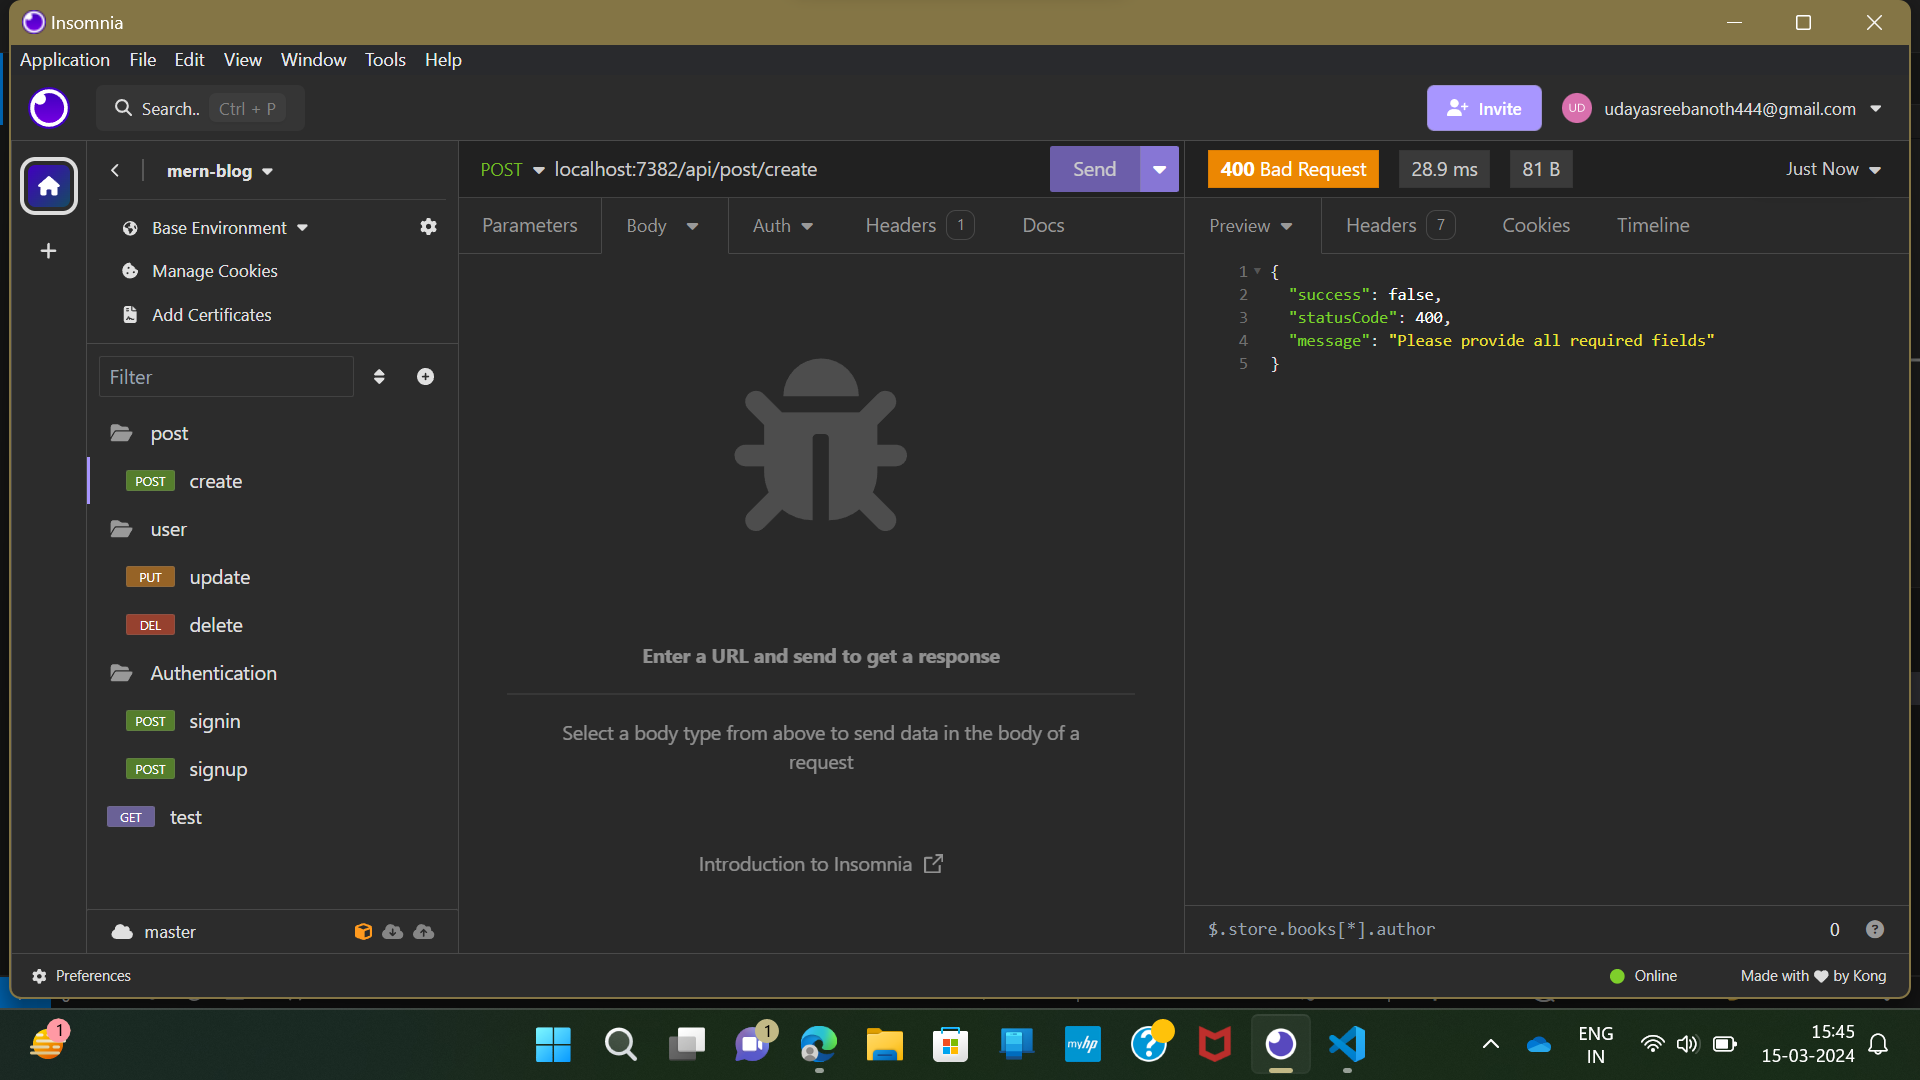 Insomnia
Application File Edit View Window Tools Help
Search.. Ctrl + P
Invite
UD
udayasreebanoth444@gmail.com
mern-blog
Base Environment
Manage Cookies
Add Certificates
Filter
post
POST create
user
PUT update
DEL delete
Authentication
POST signin
POST signup
GET test
master
POST localhost:7382/api/post/create
Send
Parameters Body Auth Headers 1 Docs
Enter a URL and send to get a response
Select a body type from above to send data in the body of a
request
Introduction to Insomnia
400 Bad Request 28.9 ms 81 B Just Now
Preview Headers 7 Cookies Timeline
1 {
2 "success": false,
3 "statusCode": 400,
4 "message": "Please provide all required fields"
5 }
$.store.books[*].author 0 ?
Preferences
Online
Made with ❤ by Kong
1
1
myhp
?
ENG
IN
15:45
15-03-2024